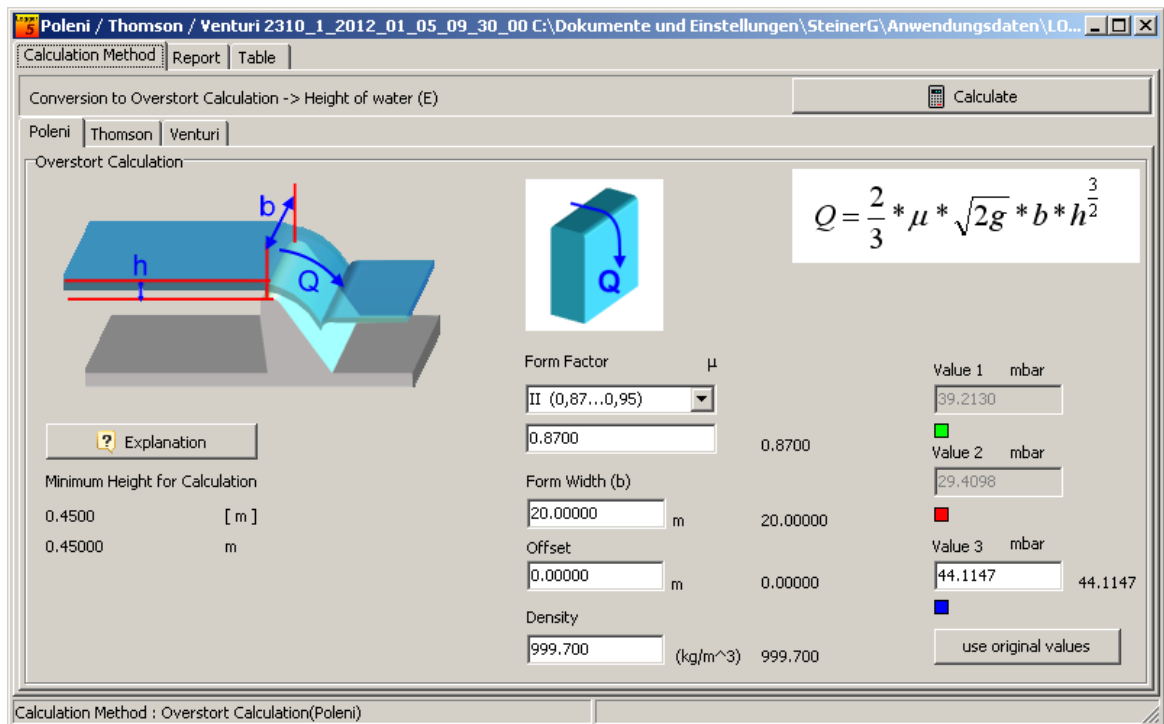 Logger 5 Poleni / Thomson / Venturi 2310_1_2012_01_05_09_30_00 C:\Dokumente und Einstellungen\SteinerG\Anwendungsdaten\LO...
Calculation Method Report Table
Conversion to Overstort Calculation -> Height of water (E) Calculate
Poleni Thomson Venturi
Overstort Calculation
b
h
Q
Q
Q = 2/3 * μ * √2g * b * h^3/2
Explanation
Minimum Height for Calculation
0.4500 [ m ]
0.45000 m
Form Factor μ
II (0,87...0,95)
0.8700 0.8700
Form Width (b)
20.00000 m 20.00000
Offset
0.00000 m 0.00000
Density
999.700 (kg/m^3) 999.700
Value 1 mbar
39.2130
Value 2 mbar
29.4098
Value 3 mbar
44.1147 44.1147
use original values
Calculation Method : Overstort Calculation(Poleni)